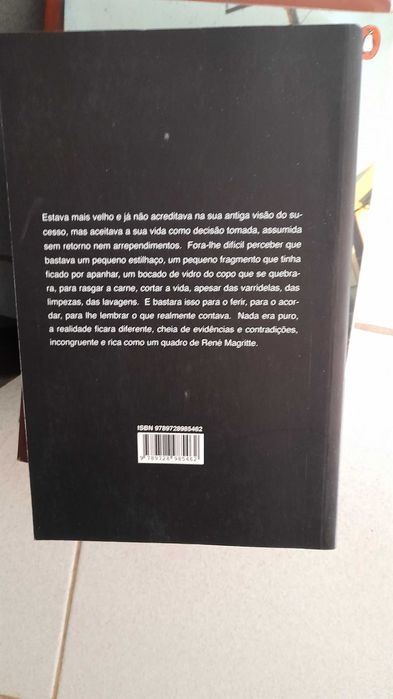 Estava mais velho e já não acreditava na sua antiga visão do su-
cesso, mas aceitava a sua vida como decisão tomada, assumida
sem retorno nem arrependimentos. Fora-lhe difícil perceber que
bastava um pequeno estilhaço, um pequeno fragmento que tinha
ficado por apanhar, um bocado de vidro do copo que se quebra-
ra, para rasgar a carne, cortar a vida, apesar das varridelas, das
limpezas, das lavagens. E bastara isso para o ferir, para o acor-
dar, para lhe lembrar o que realmente contava. Nada era puro,
a realidade ficara diferente, cheia de evidências e contradições,
incongruente e rica como um quadro de René Magritte.
ISBN 9789728985462
9 789728 985462